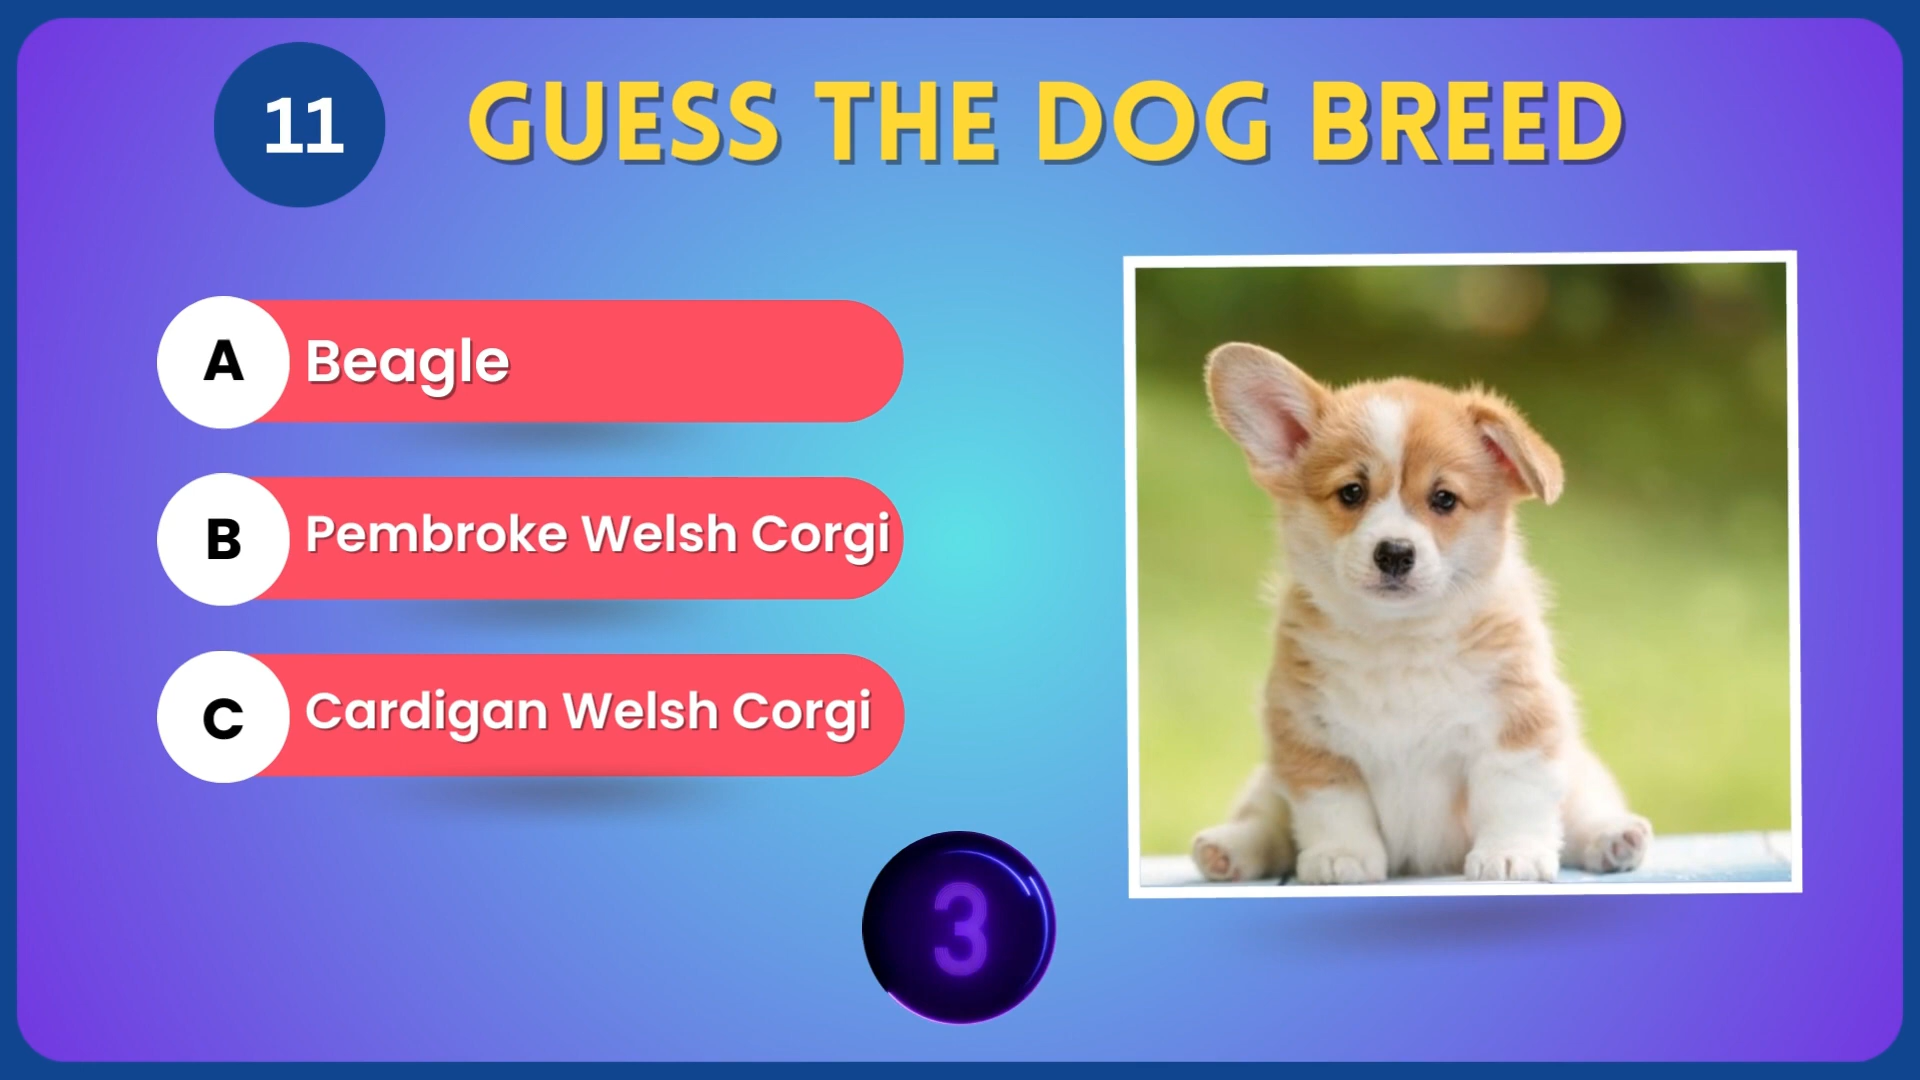 11
GUESS THE DOG BREED
A Beagle
B Pembroke Welsh Corgi
C Cardigan Welsh Corgi
3